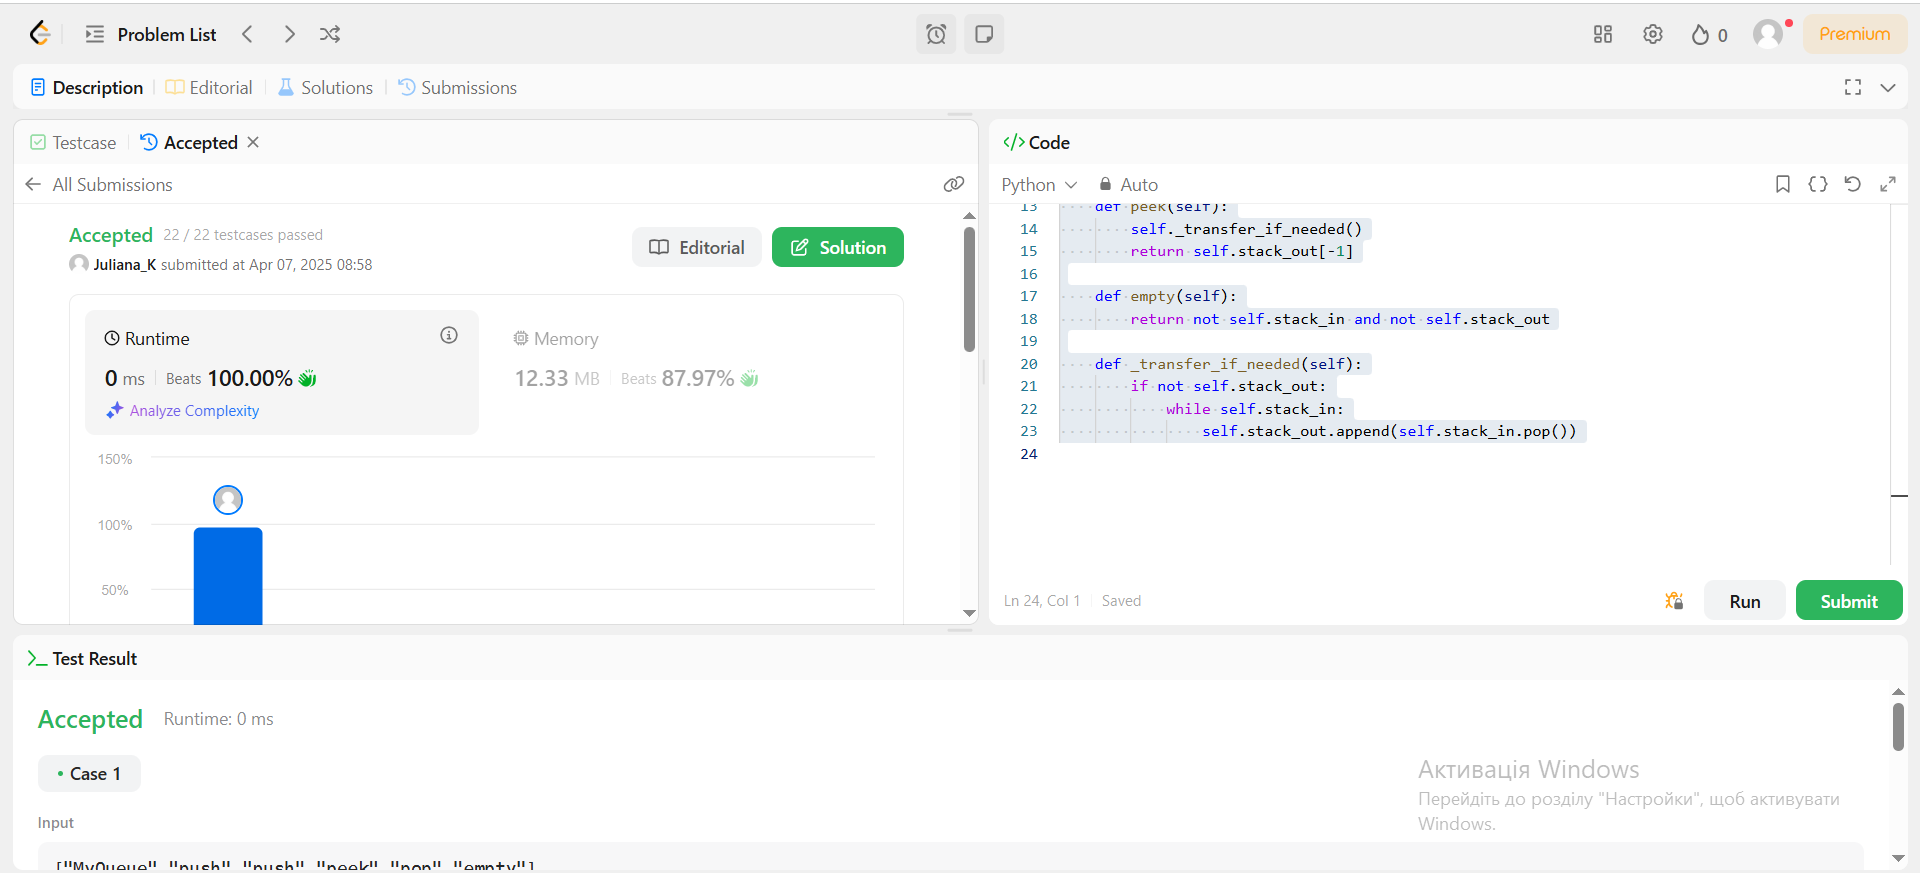 Problem List
0
Premium
Description
Editorial
Solutions
Submissions
Testcase
Accepted
All Submissions
Accepted 22 / 22 testcases passed
Juliana_K submitted at Apr 07, 2025 08:58
Editorial
Solution
Runtime
0 ms Beats 100.00%
Analyze Complexity
Memory
12.33 MB Beats 87.97%
150%
100%
50%
</> Code
Python
Auto
13 def peek(self):
14 self._transfer_if_needed()
15 return self.stack_out[-1]
16
17 def empty(self):
18 return not self.stack_in and not self.stack_out
19
20 def _transfer_if_needed(self):
21 if not self.stack_out:
22 while self.stack_in:
23 self.stack_out.append(self.stack_in.pop())
24
Ln 24, Col 1 Saved
Run
Submit
Test Result
Accepted Runtime: 0 ms
Case 1
Input
["MyQueue","push","push","peek","pop","empty"]
Активація Windows
Перейдіть до розділу "Настройки", щоб активувати
Windows.